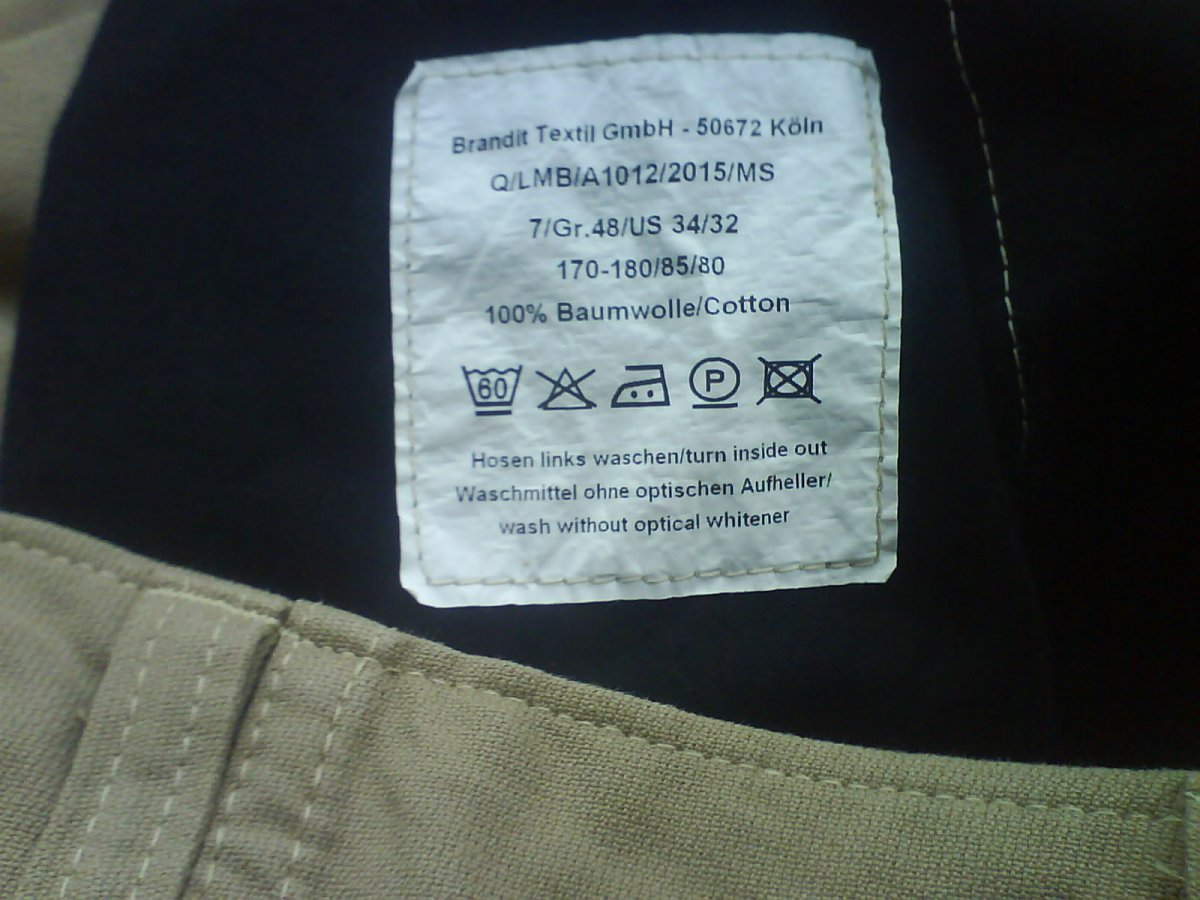 Brandit Textil GmbH - 50672 Köln
Q/LMB/A1012/2015/MS
7/Gr.48/US 34/32
170-180/85/80
100% Baumwolle/Cotton
60 P
Hosen links waschen/turn inside out
Waschmittel ohne optischen Aufheller/
wash without optical whitener